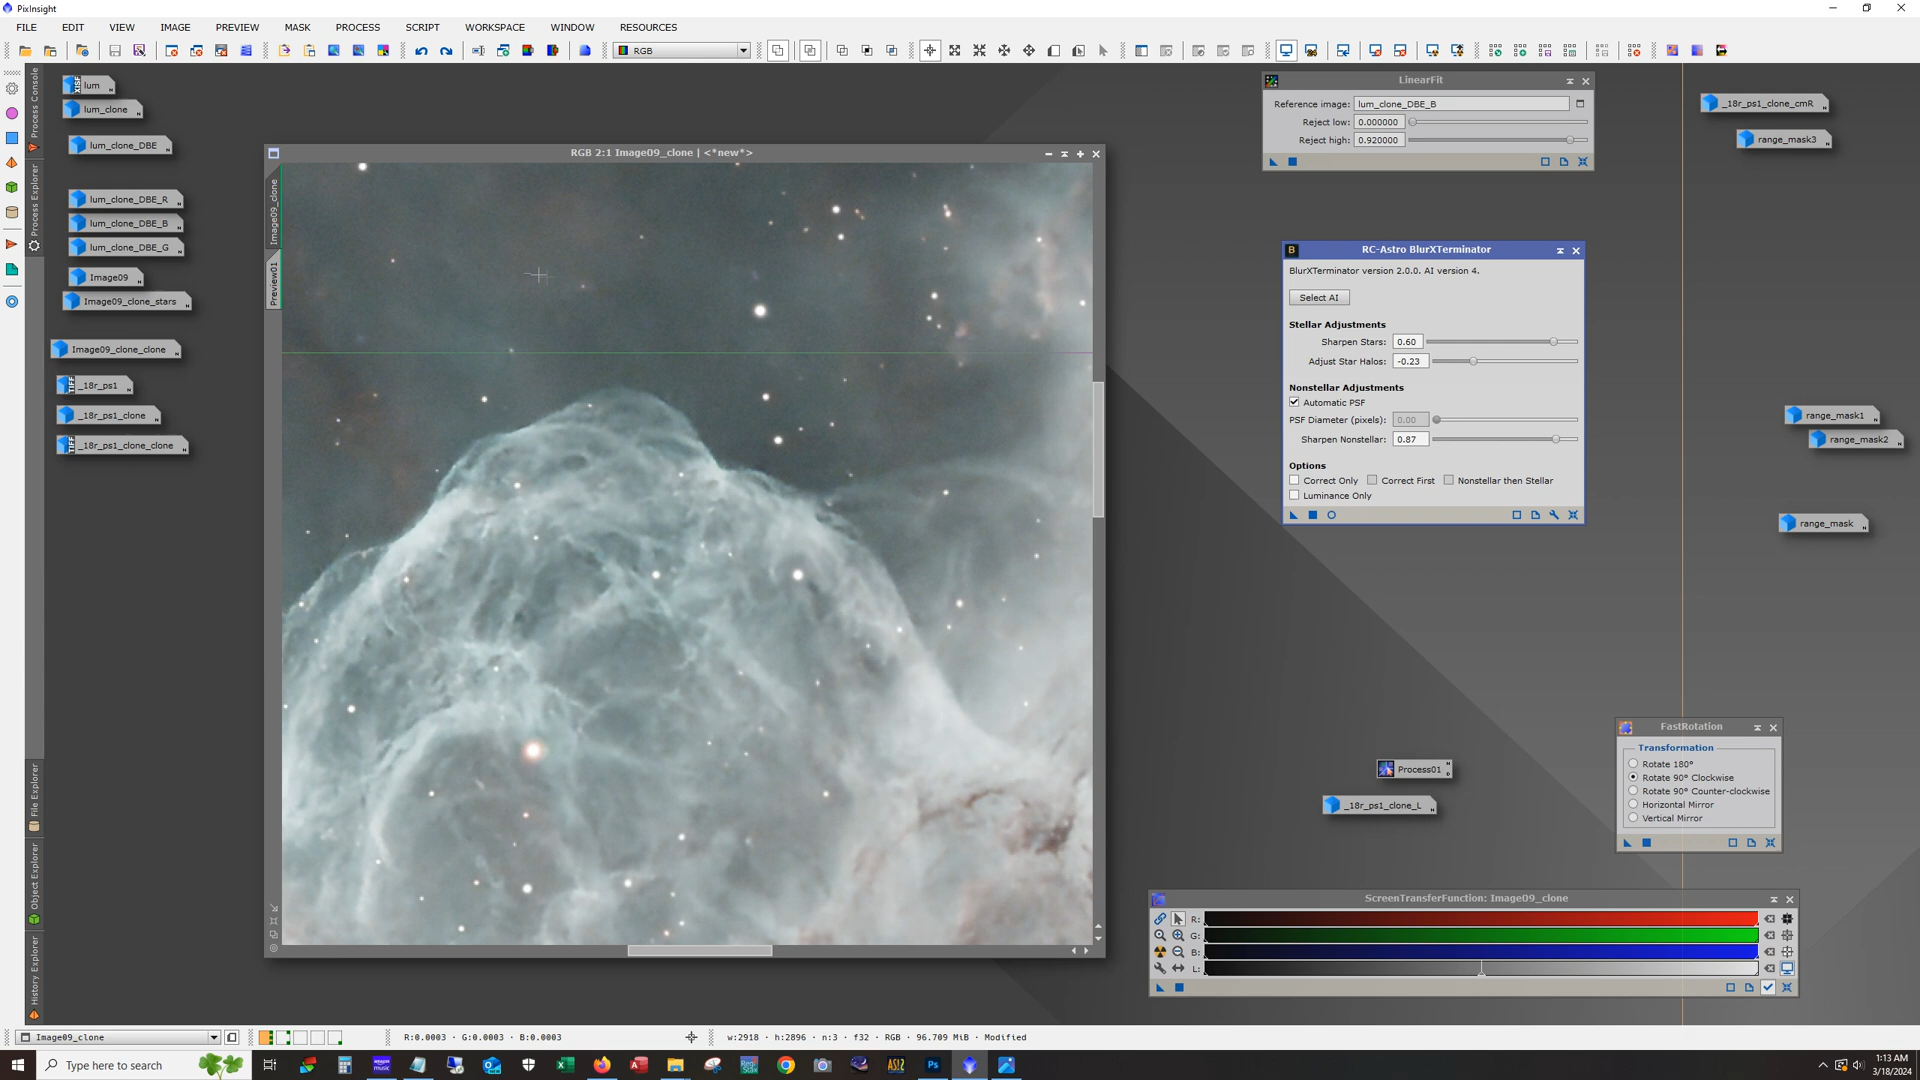 PixInsight
FILE EDIT VIEW IMAGE PREVIEW MASK PROCESS SCRIPT WORKSPACE WINDOW RESOURCES
RGB
Process Console
Process Explorer
File Explorer
Object Explorer
History Explorer
XISF lum
lum_clone
lum_clone_DBE
lum_clone_DBE_R
lum_clone_DBE_B
lum_clone_DBE_G
Image09
Image09_clone_stars
Image09_clone_clone
TIFF _18r_ps1
_18r_ps1_clone
TIFF _18r_ps1_clone_clone
RGB 2:1 Image09_clone | <*new*>
Image09_clone
Preview01
LinearFit
Reference image: lum_clone_DBE_B
Reject low: 0.000000
Reject high: 0.920000
B RC-Astro BlurXTerminator
BlurXTerminator version 2.0.0. AI version 4.
Select AI
Stellar Adjustments
Sharpen Stars: 0.60
Adjust Star Halos: -0.23
Nonstellar Adjustments
Automatic PSF
PSF Diameter (pixels): 0.00
Sharpen Nonstellar: 0.87
Options
Correct Only Correct First Nonstellar then Stellar
Luminance Only
_18r_ps1_clone_cmR
range_mask3
range_mask1
range_mask2
range_mask
Process01
_18r_ps1_clone_L
FastRotation
Transformation
Rotate 180°
Rotate 90° Clockwise
Rotate 90° Counter-clockwise
Horizontal Mirror
Vertical Mirror
ScreenTransferFunction: Image09_clone
R:
G:
B:
L:
Image09_clone
R:0.0003 · G:0.0003 · B:0.0003
w:2918 · h:2896 · n:3 · f32 · RGB · 96.709 MiB · Modified
Type here to search
Ps
1:13 AM
3/18/2024